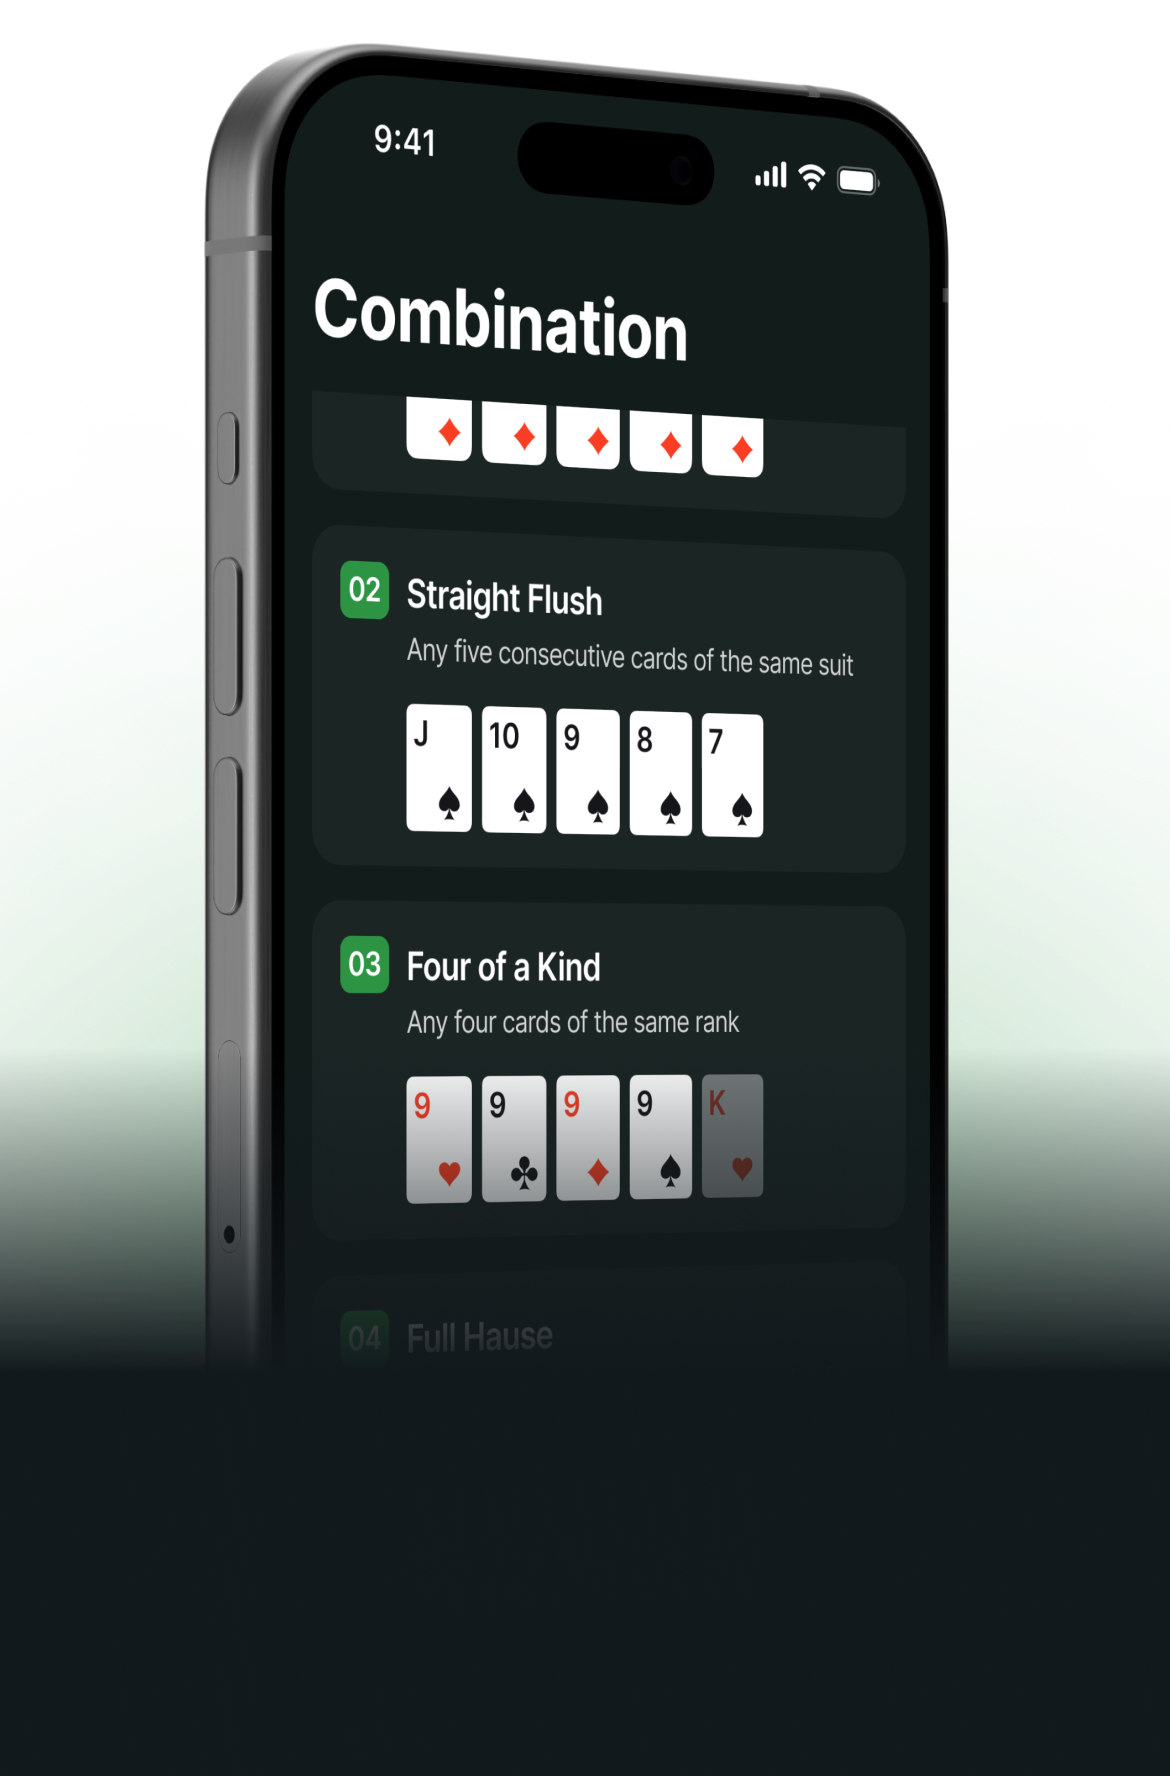 9:41
Combination
02 Straight Flush
Any five consecutive cards of the same suit
J 10 9 8 7
03 Four of a Kind
Any four cards of the same rank
9 9 9 9 K
04 Full Hause